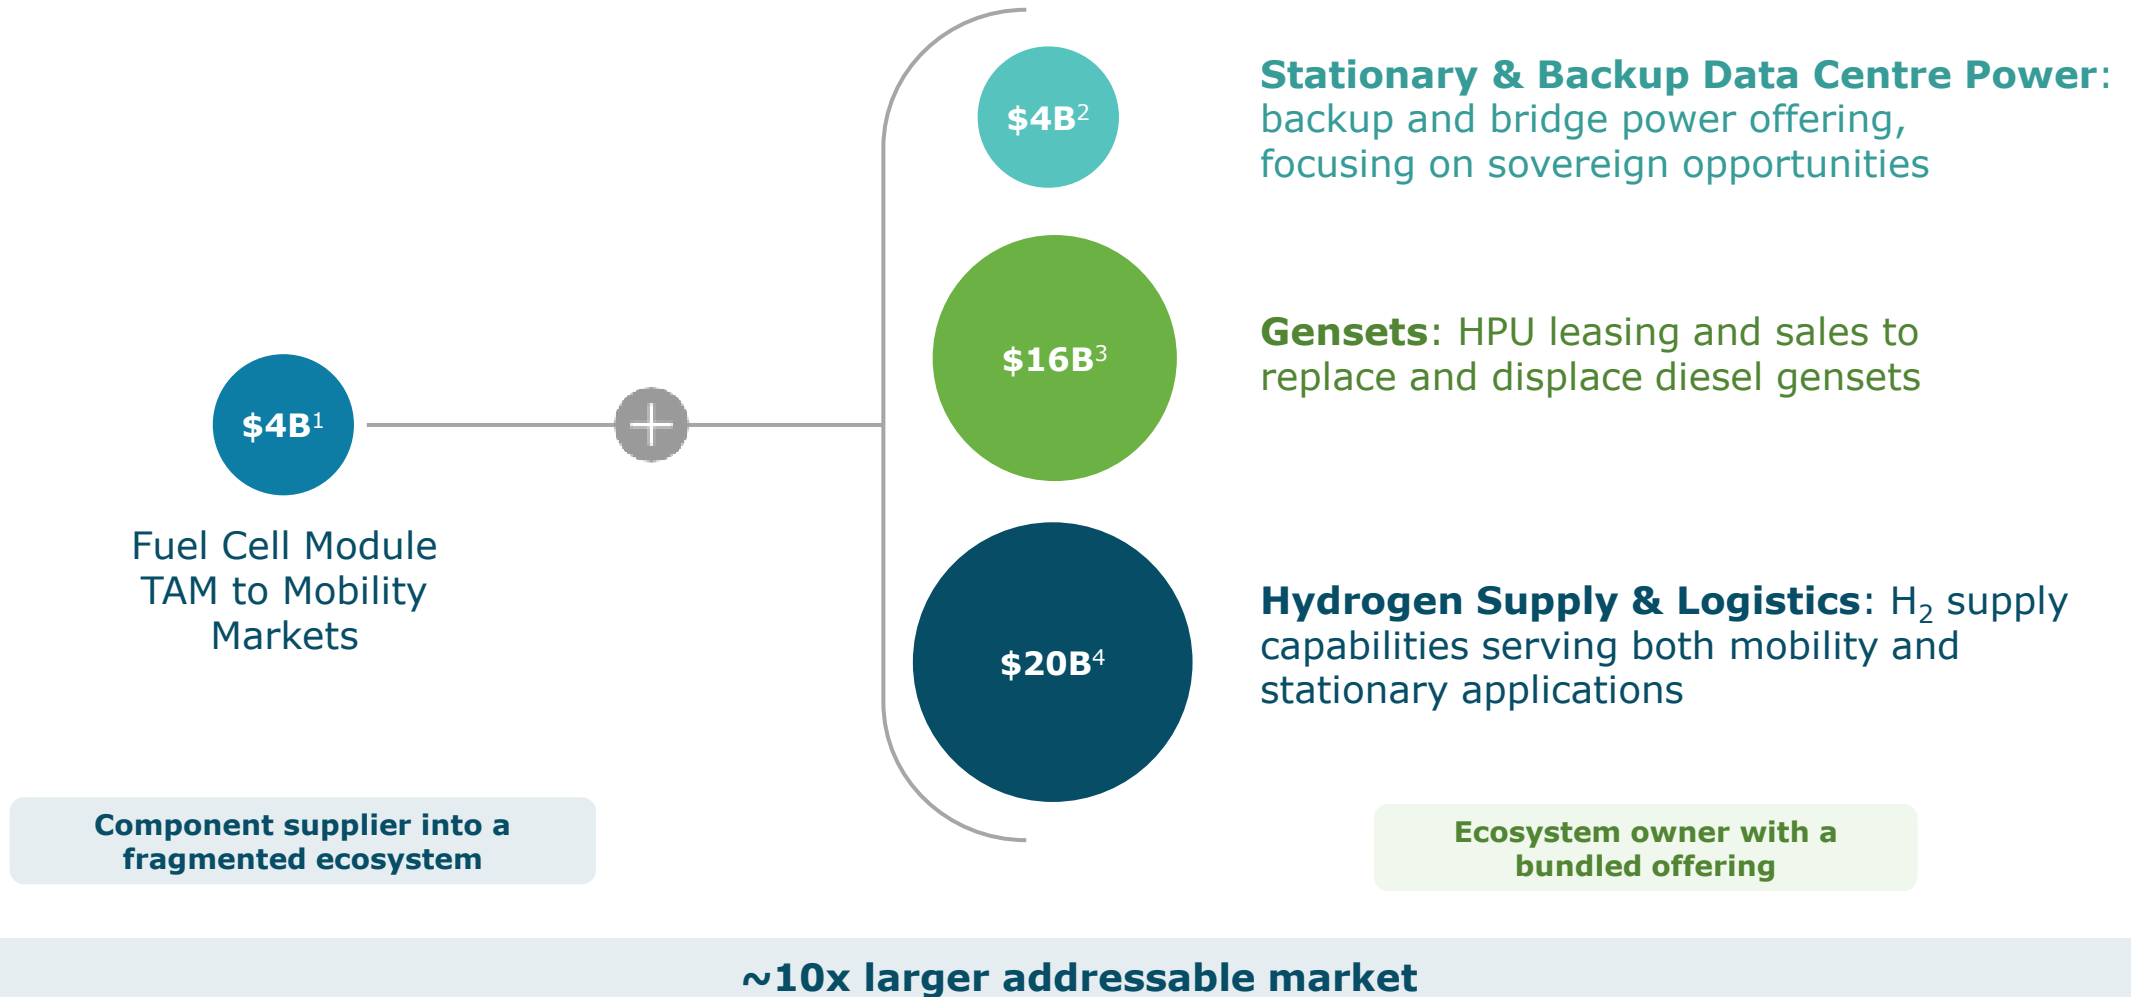 $4B¹
Fuel Cell Module
TAM to Mobility
Markets
Component supplier into a
fragmented ecosystem
$4B²
Stationary & Backup Data Centre Power:
backup and bridge power offering,
focusing on sovereign opportunities
$16B³
Gensets: HPU leasing and sales to
replace and displace diesel gensets
$20B⁴
Hydrogen Supply & Logistics: H₂ supply
capabilities serving both mobility and
stationary applications
Ecosystem owner with a
bundled offering
~10x larger addressable market